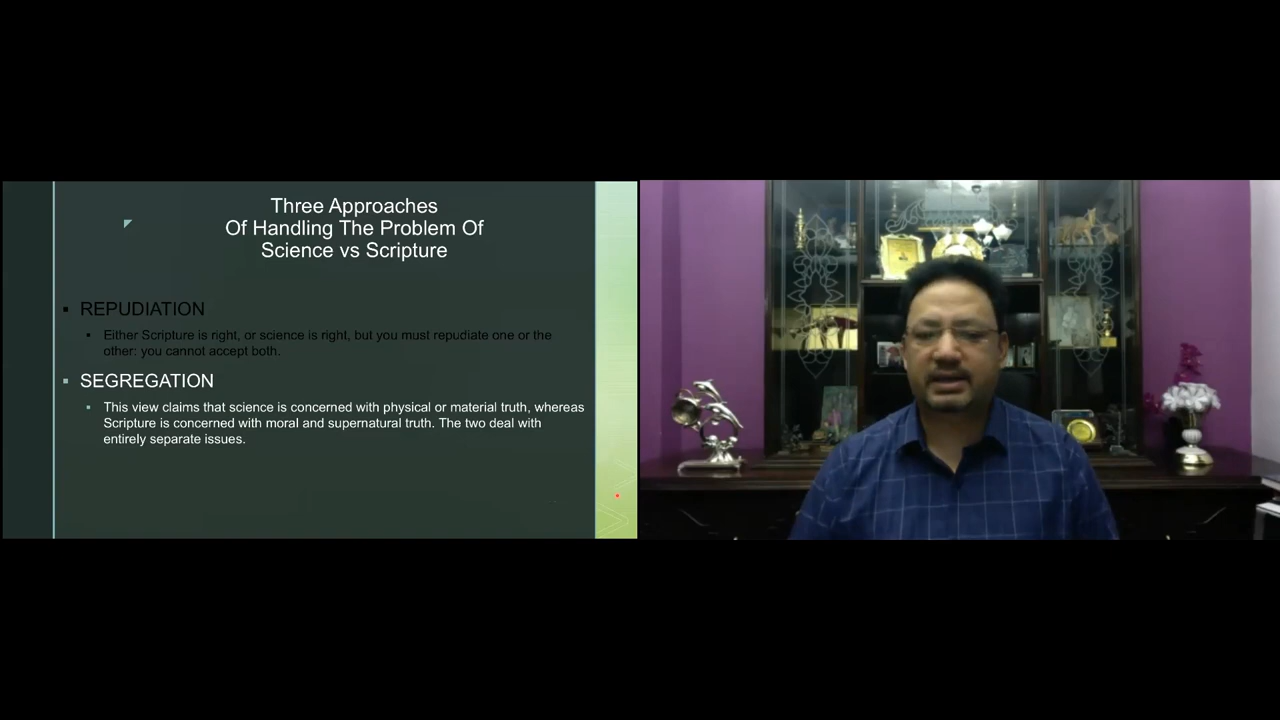 Three Approaches
Of Handling The Problem Of
Science vs Scripture
REPUDIATION
Either Scripture is right, or science is right, but you must repudiate one or the
other: you cannot accept both.
SEGREGATION
This view claims that science is concerned with physical or material truth, whereas
Scripture is concerned with moral and supernatural truth. The two deal with
entirely separate issues.